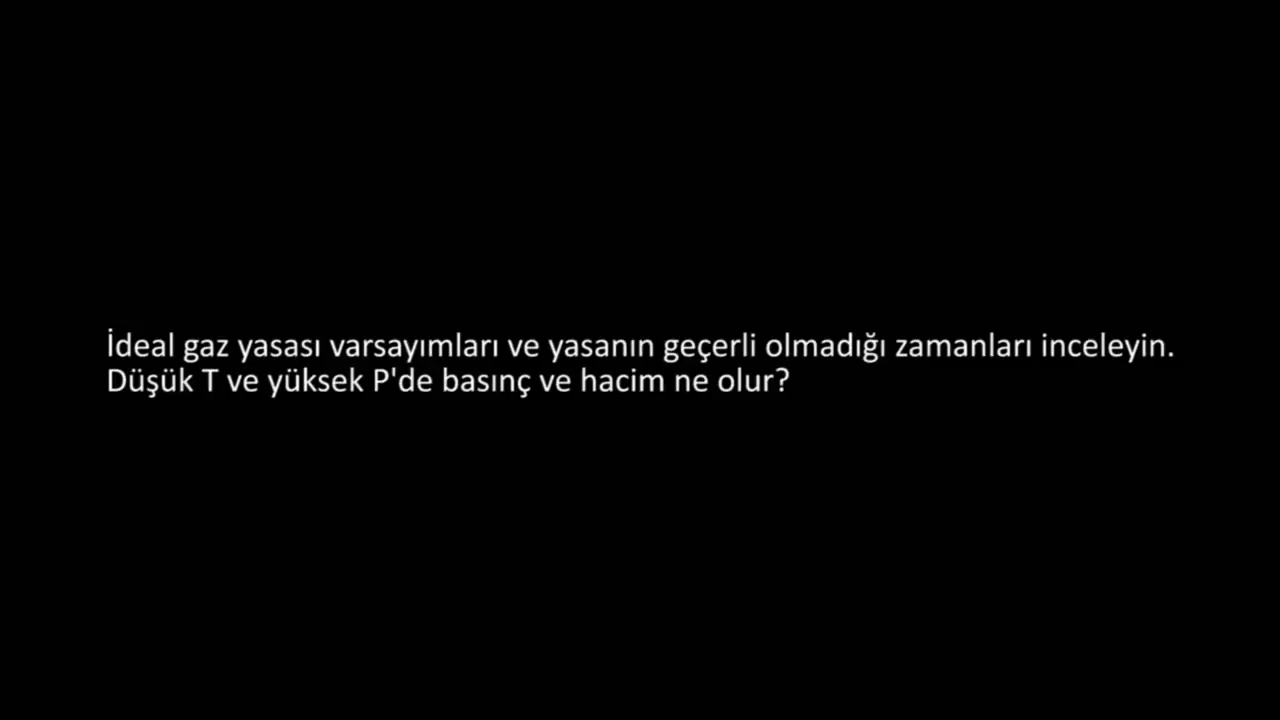 İdeal gaz yasası varsayımları ve yasanın geçerli olmadığı zamanları inceleyin.
Düşük T ve yüksek P'de basınç ve hacim ne olur?